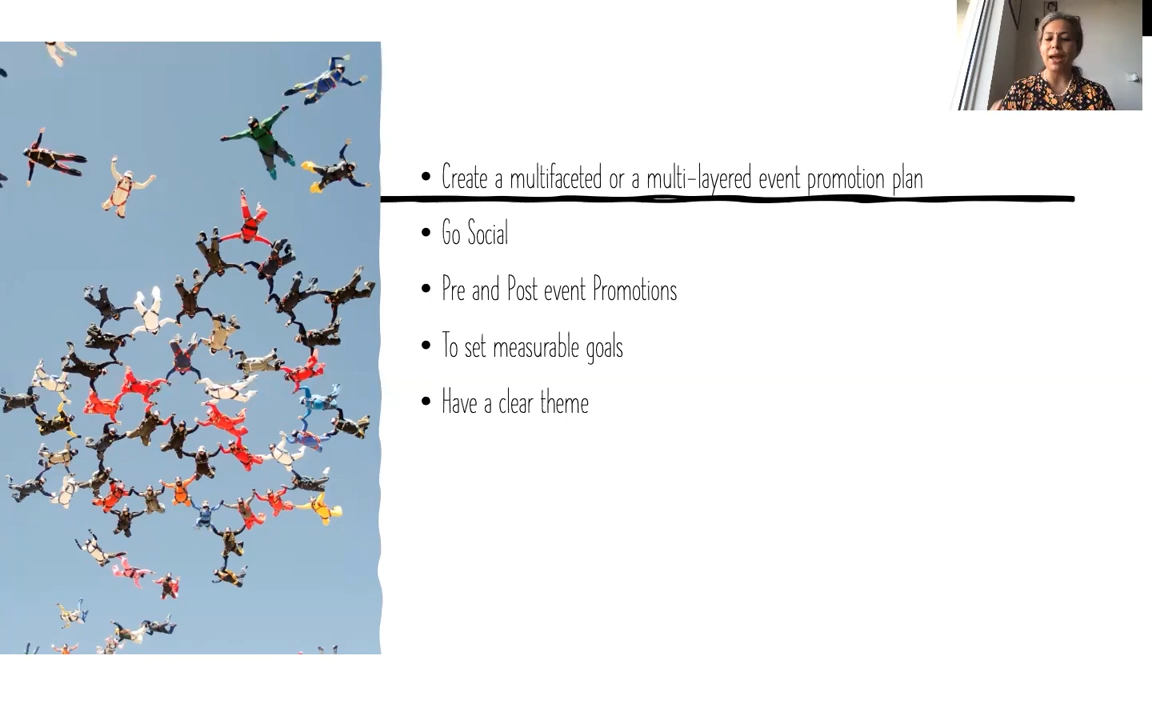 • Create a multifaceted or a multi-layered event promotion plan
• Go Social
• Pre and Post event Promotions
• To set measurable goals
• Have a clear theme